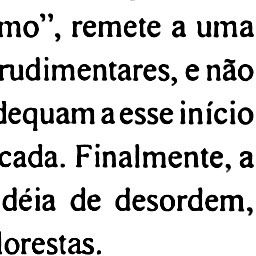 mo”, remete a uma
rudimentares, e não
dequam a esse início
cada. Finalmente, a
déia de desordem,
lorestas.